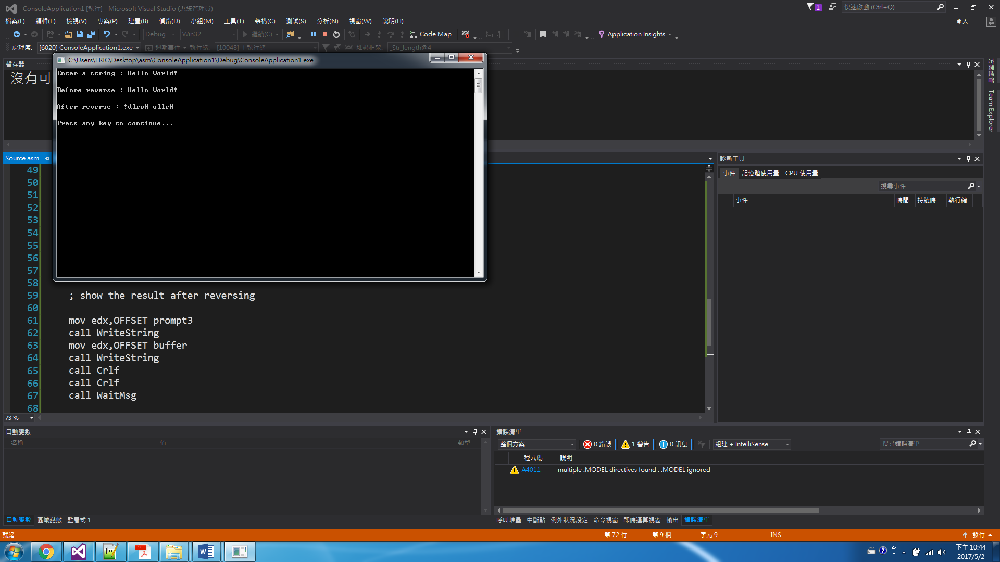 ConsoleApplication1 [執行] - Microsoft Visual Studio (系統管理員)
1
快速啟動 (Ctrl+Q)
檔案(F) 編輯(E) 檢視(V) 專案(P) 建置(B) 偵錯(D) 小組(M) 工具(T) 架構(C) 測試(S) 分析(N) 視窗(W) 說明(H)
登入
Debug Win32 繼續(C) Code Map Application Insights
處理序: [6020] ConsoleApplication1.exe 週期事件 執行緒: [10048] 主執行緒 堆疊框架: _Str_length@4
暫存器
沒有可
C:\Users\ERIC\Desktop\asm\ConsoleApplication1\Debug\ConsoleApplication1.exe
Enter a string : Hello World!
Before reverse : Hello World!
After reverse : !dlroW olleH
Press any key to continue...
方案總管
Team Explorer
Source.asm
49
50
51
52
53
54
55
56
57
58
59 ; show the result after reversing
60
61 mov edx,OFFSET prompt3
62 call WriteString
63 mov edx,OFFSET buffer
64 call WriteString
65 call Crlf
66 call Crlf
67 call WaitMsg
68
73 %
診斷工具
事件 記憶體使用量 CPU 使用量
搜尋事件
事件 時間 持續時... 執行緒
自動變數
名稱 值 類型
自動變數 區域變數 監看式 1
錯誤清單
整個方案 0 錯誤 1 警告 0 訊息 組建 + IntelliSense 搜尋錯誤清單
程式碼 說明
A4011 multiple .MODEL directives found : .MODEL ignored
呼叫堆疊 中斷點 例外狀況設定 命令視窗 即時運算視窗 輸出 錯誤清單
就緒 第 72 行 第 9 欄 字元 9 INS 發行
下午 10:44
2017/5/2